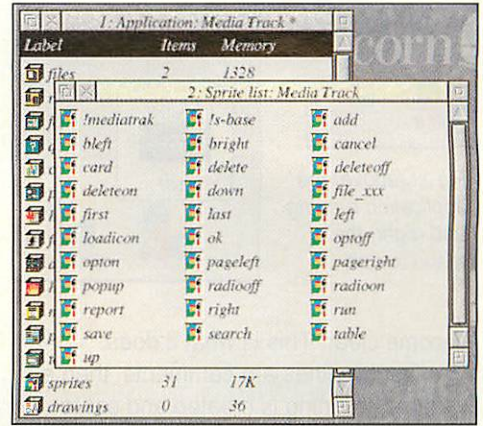 1: Application: Media Track *
Label Items Memory
files 2 1328
2: Sprite list: Media Track
!mediatrak !s-base add
bleft bright cancel
card delete deleteoff
deleteon down file_xxx
first last left
loadicon ok optoff
opton pageleft pageright
popup radiooff radioon
report right run
save search table
up
sprites 31 17K
drawings 0 36
corn